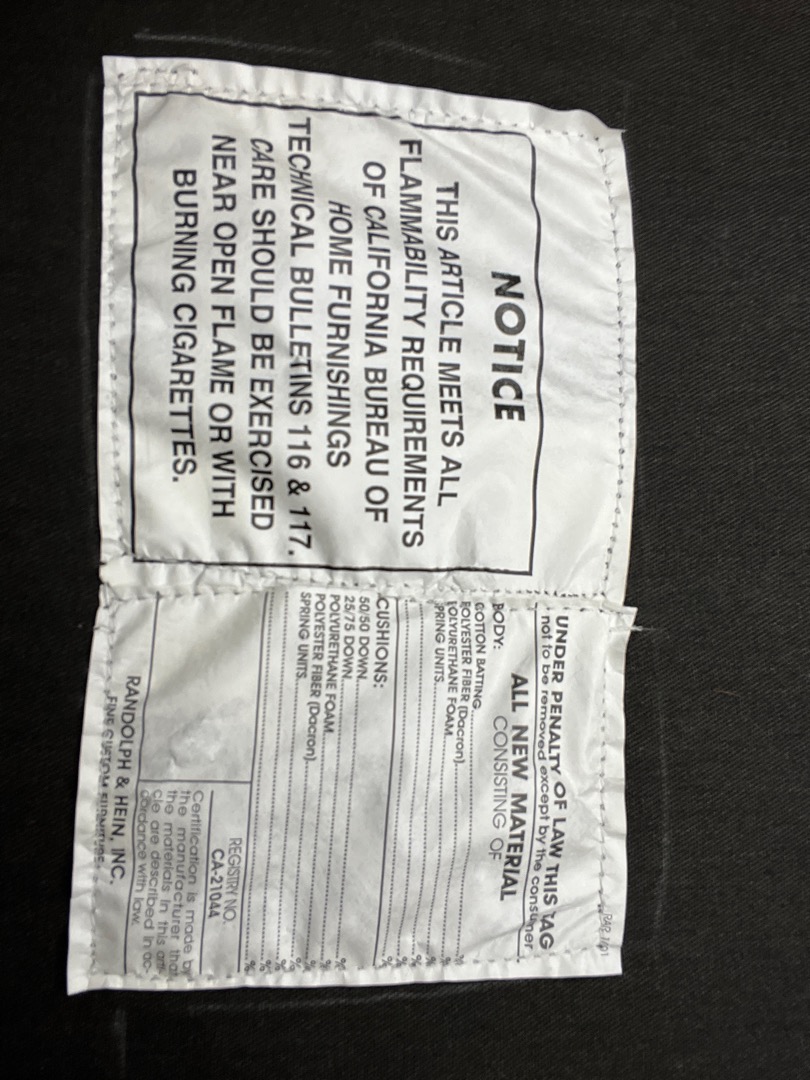 NOTICE
THIS ARTICLE MEETS ALL
FLAMMABILITY REQUIREMENTS
OF CALIFORNIA BUREAU OF
HOME FURNISHINGS
TECHNICAL BULLETINS 116 & 117.
CARE SHOULD BE EXERCISED
NEAR OPEN FLAME OR WITH
BURNING CIGARETTES.
UNDER PENALTY OF LAW THIS TAG
not to be removed except by the consumer
ALL NEW MATERIAL
CONSISTING OF
BODY:
COTTON BATTING %
POLYESTER FIBER (Dacron) %
POLYURETHANE FOAM %
SPRING UNITS %
%
%
CUSHIONS:
50/50 DOWN %
25/75 DOWN %
POLYURETHANE FOAM %
POLYESTER FIBER (Dacron) %
SPRING UNITS %
%
%
%
REGISTRY NO.
CA-21044
Certification is made by
the manufacturer that
the materials in this arti-
cle are described in ac-
cordance with law.
RANDOLPH & HEIN, INC.
FINE CUSTOM FURNITURE